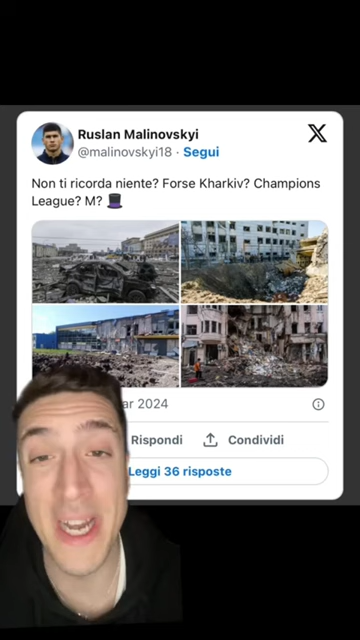 Ruslan Malinovskyi
@malinovskyi18 · Segui
Non ti ricorda niente? Forse Kharkiv? Champions
League? M? 🎩
ar 2024
Rispondi
Condividi
Leggi 36 risposte